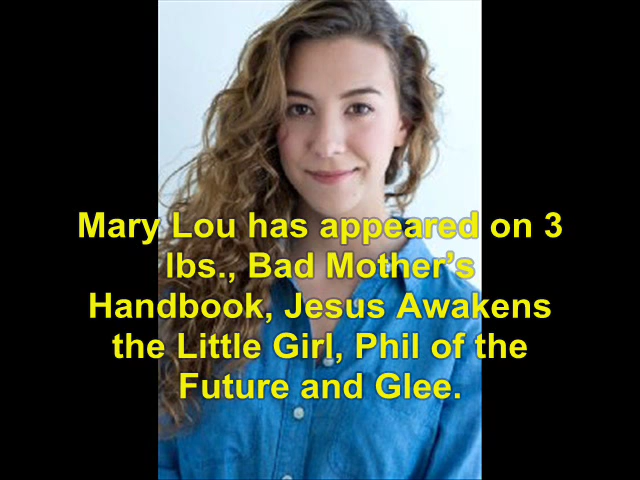 Mary Lou has appeared on 3
lbs., Bad Mother's
Handbook, Jesus Awakens
the Little Girl, Phil of the
Future and Glee.